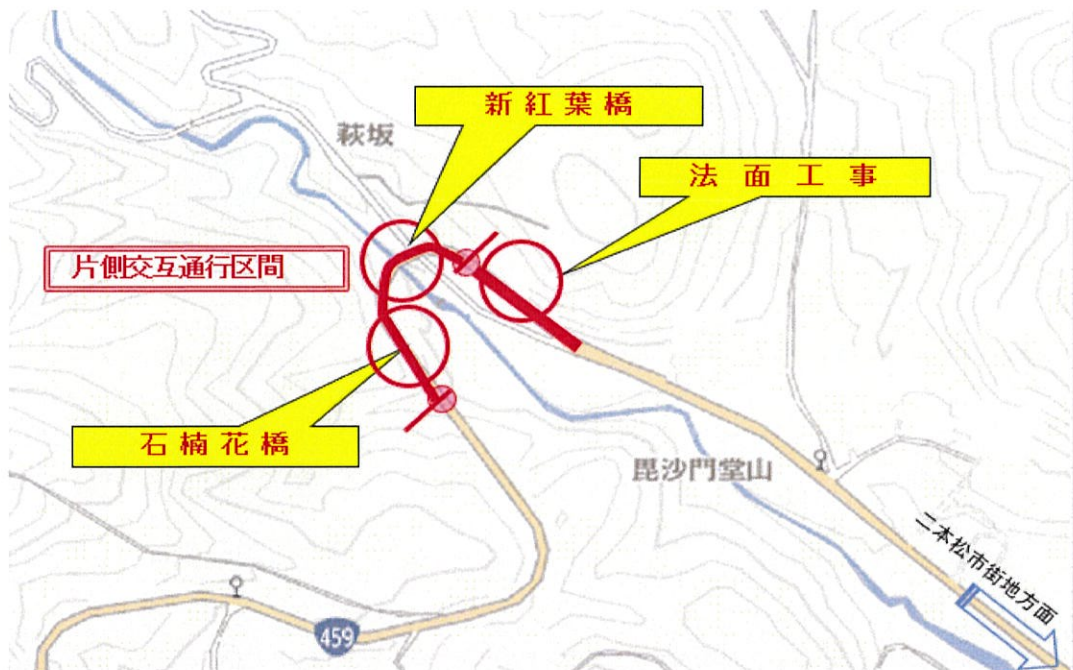 新紅葉橋
萩坂
法面工事
片側交互通行区間
石楠花橋
毘沙門堂山
二本松市街地方面
459